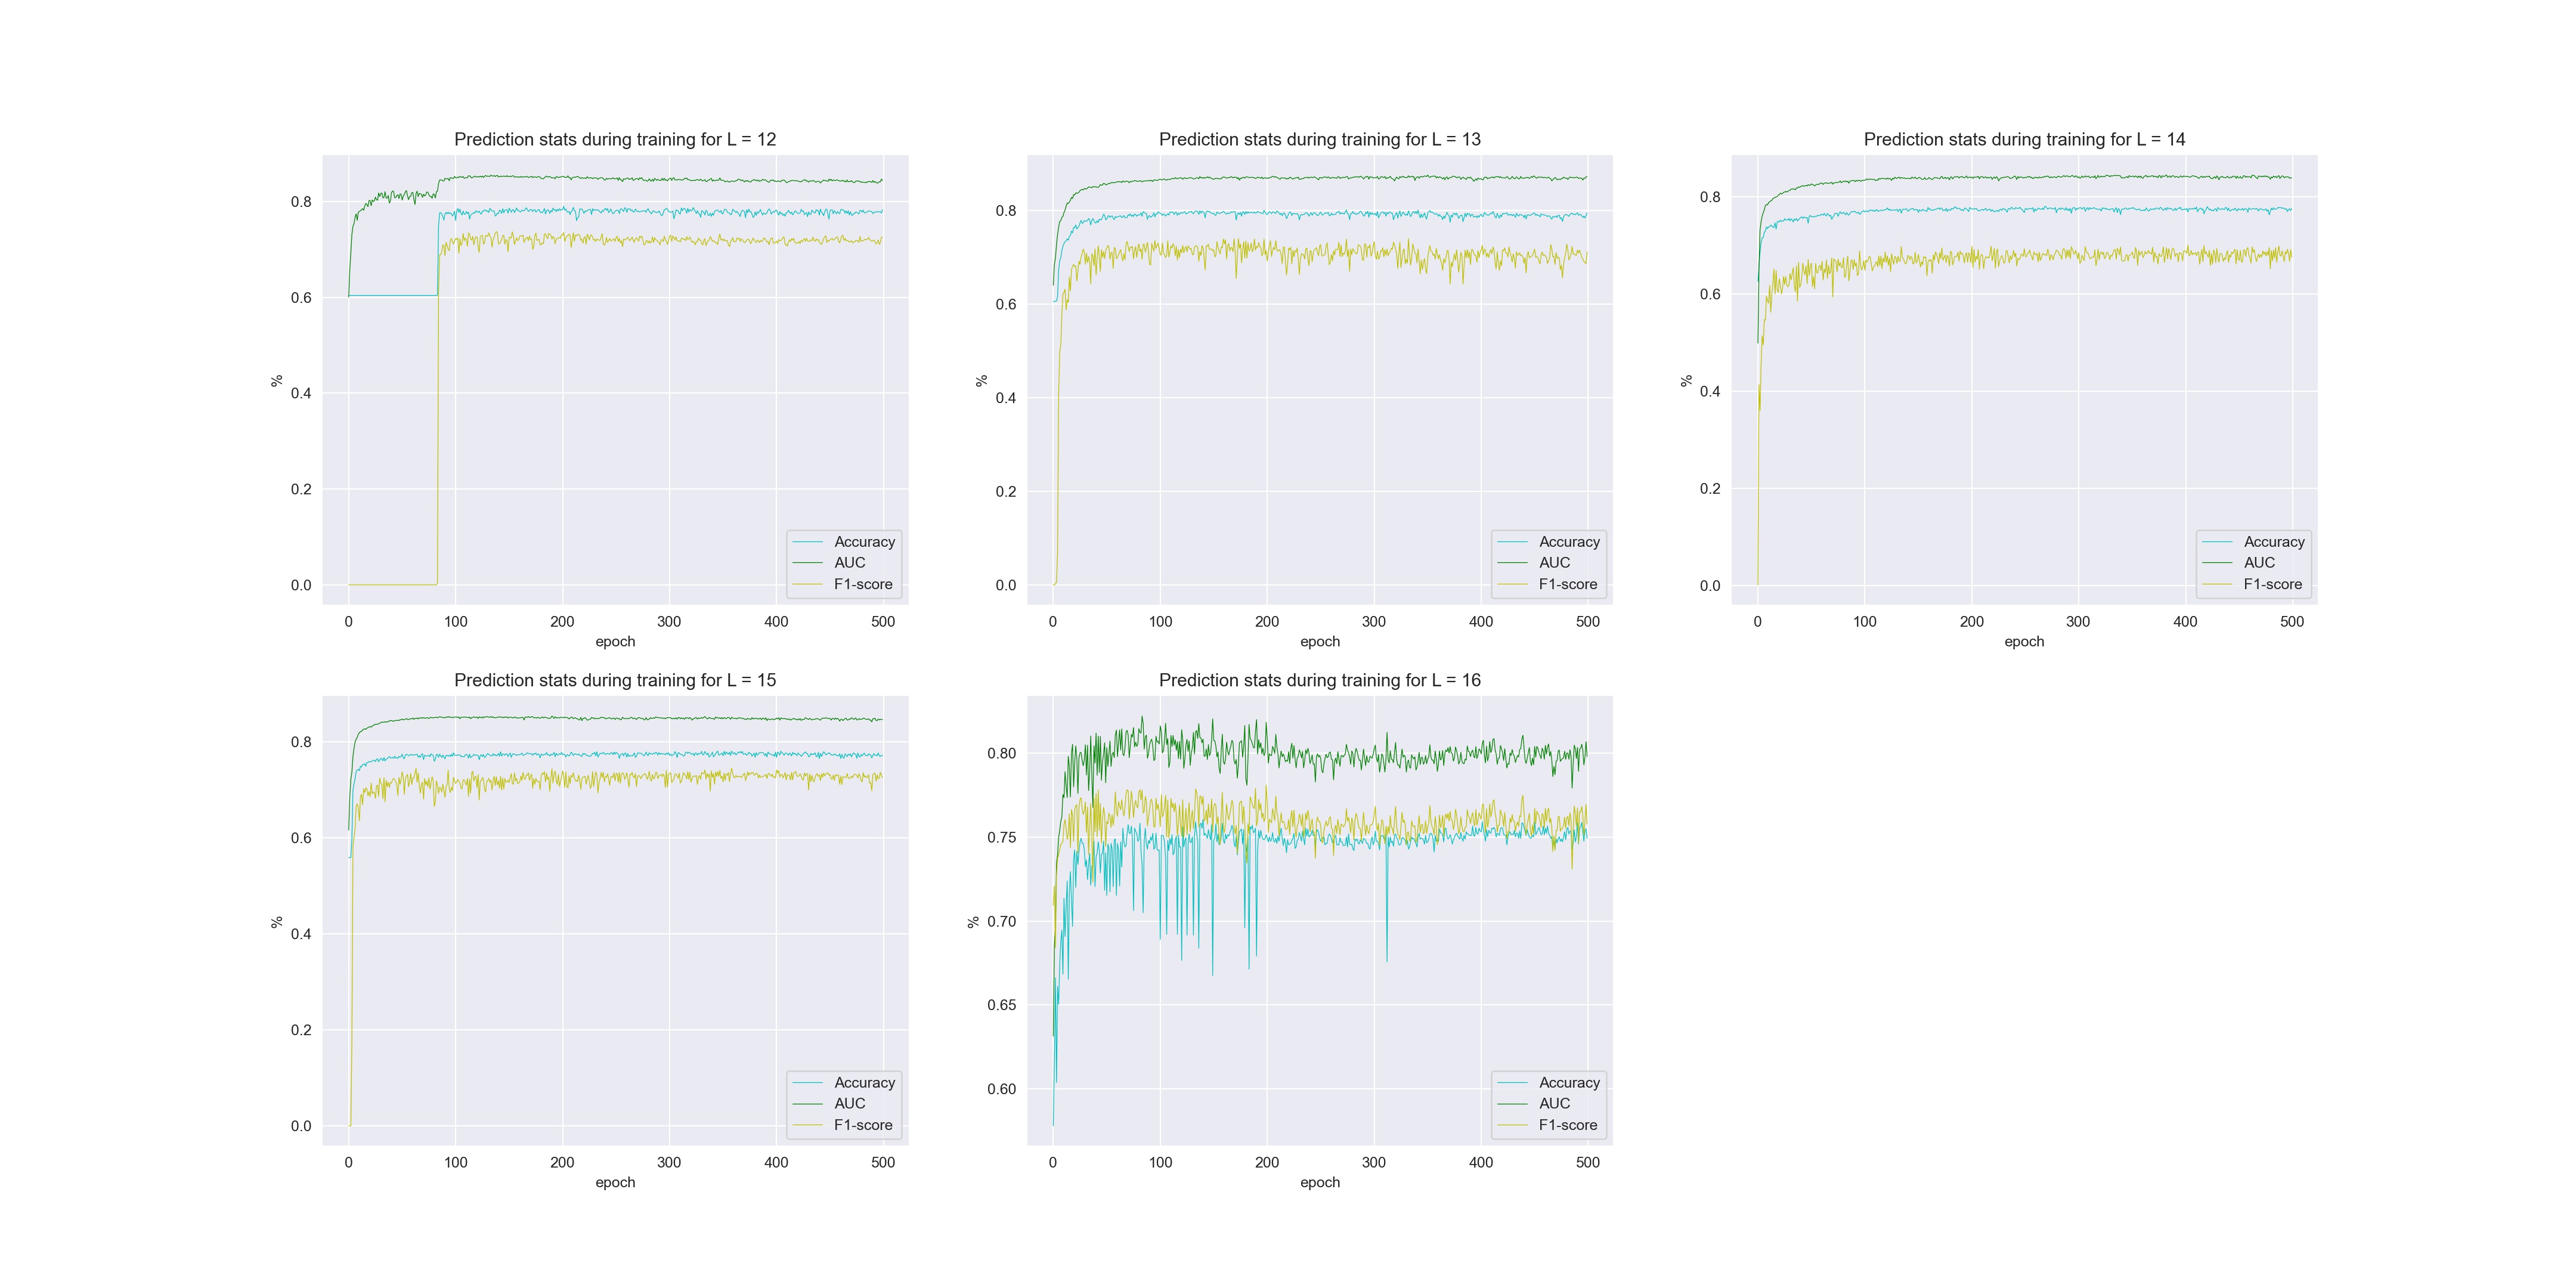 Prediction stats during training for L = 12
%
0.8
0.6
0.4
0.2
0.0
Accuracy
AUC
F1-score
0 100 200 300 400 500
epoch
Prediction stats during training for L = 13
%
0.8
0.6
0.4
0.2
0.0
Accuracy
AUC
F1-score
0 100 200 300 400 500
epoch
Prediction stats during training for L = 14
%
0.8
0.6
0.4
0.2
0.0
Accuracy
AUC
F1-score
0 100 200 300 400 500
epoch
Prediction stats during training for L = 15
%
0.8
0.6
0.4
0.2
0.0
Accuracy
AUC
F1-score
0 100 200 300 400 500
epoch
Prediction stats during training for L = 16
%
0.80
0.75
0.70
0.65
0.60
Accuracy
AUC
F1-score
0 100 200 300 400 500
epoch